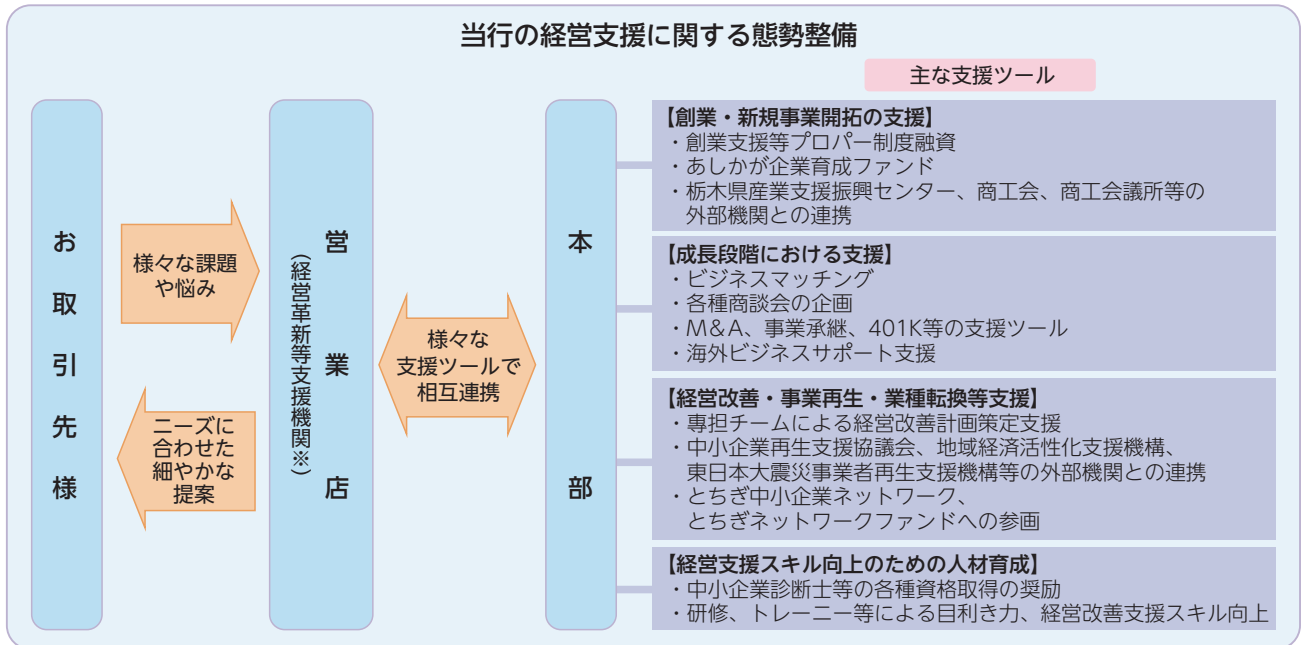 当行の経営支援に関する態勢整備
主な支援ツール
お取引先様
様々な課題
や悩み
ニーズに
合わせた
細やかな
提案
営業店
(経営革新等支援機関※)
様々な
支援ツールで
相互連携
本部
【創業・新規事業開拓の支援】
・創業支援等プロパー制度融資
・あしかが企業育成ファンド
・栃木県産業支援振興センター、商工会、商工会議所等の
外部機関との連携
【成長段階における支援】
・ビジネスマッチング
・各種商談会の企画
・M&A、事業承継、401K等の支援ツール
・海外ビジネスサポート支援
【経営改善・事業再生・業種転換等支援】
・専担チームによる経営改善計画策定支援
・中小企業再生支援協議会、地域経済活性化支援機構、
東日本大震災事業者再生支援機構等の外部機関との連携
・とちぎ中小企業ネットワーク、
とちぎネットワークファンドへの参画
【経営支援スキル向上のための人材育成】
・中小企業診断士等の各種資格取得の奨励
・研修、トレーニー等による目利き力、経営改善支援スキル向上